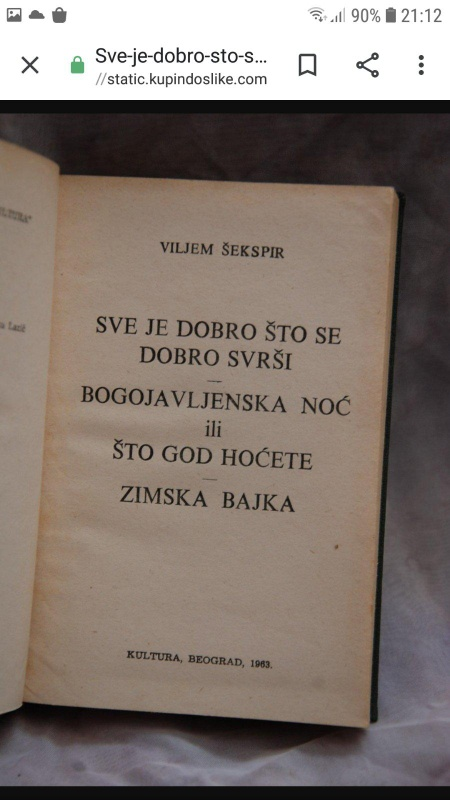 90% 21:12
Sve-je-dobro-sto-s...
//static.kupindoslike.com
VILJEM ŠEKSPIR
SVE JE DOBRO ŠTO SE
DOBRO SVRŠI
BOGOJAVLJENSKA NOĆ
ili
ŠTO GOD HOĆETE
ZIMSKA BAJKA
KULTURA, BEOGRAD, 1963.